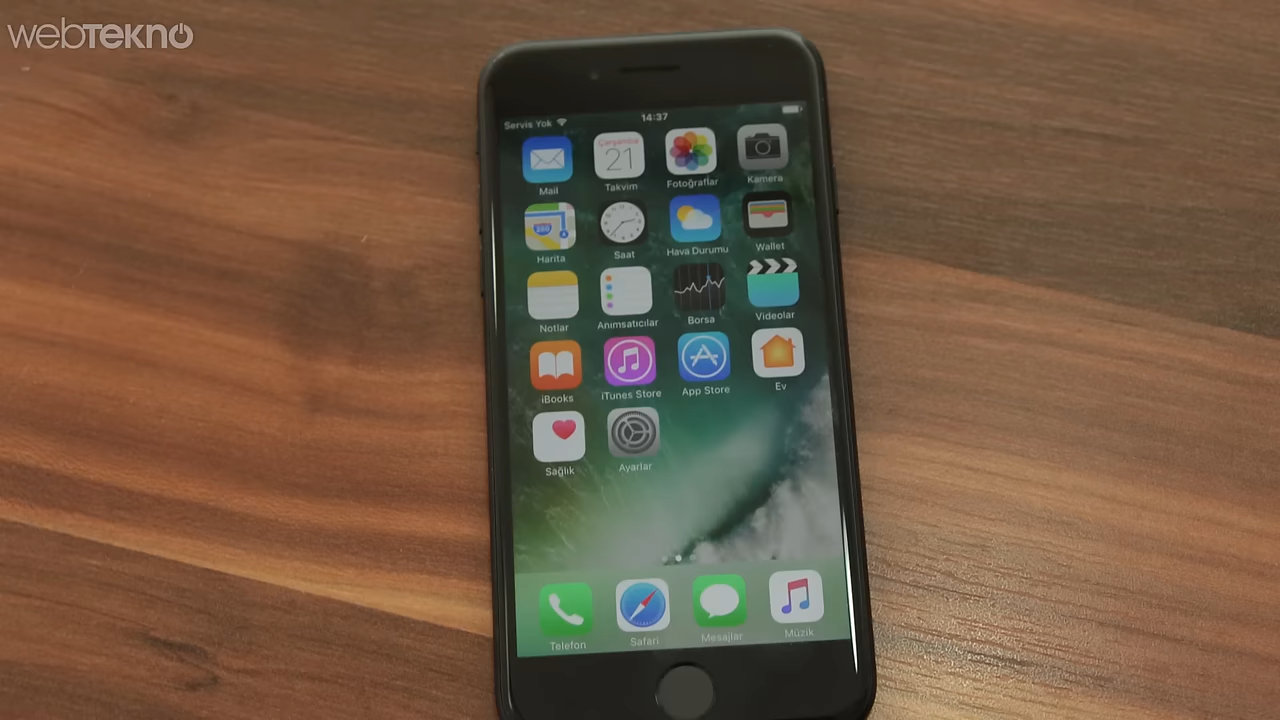 webTEKNO
Servis Yok 14:37
Çarşamba
21
Mail Takvim Fotoğraflar Kamera
280
Harita Saat Hava Durumu Wallet
Notlar Anımsatıcılar Borsa Videolar
iBooks iTunes Store App Store Ev
Sağlık Ayarlar
Telefon Safari Mesajlar Müzik